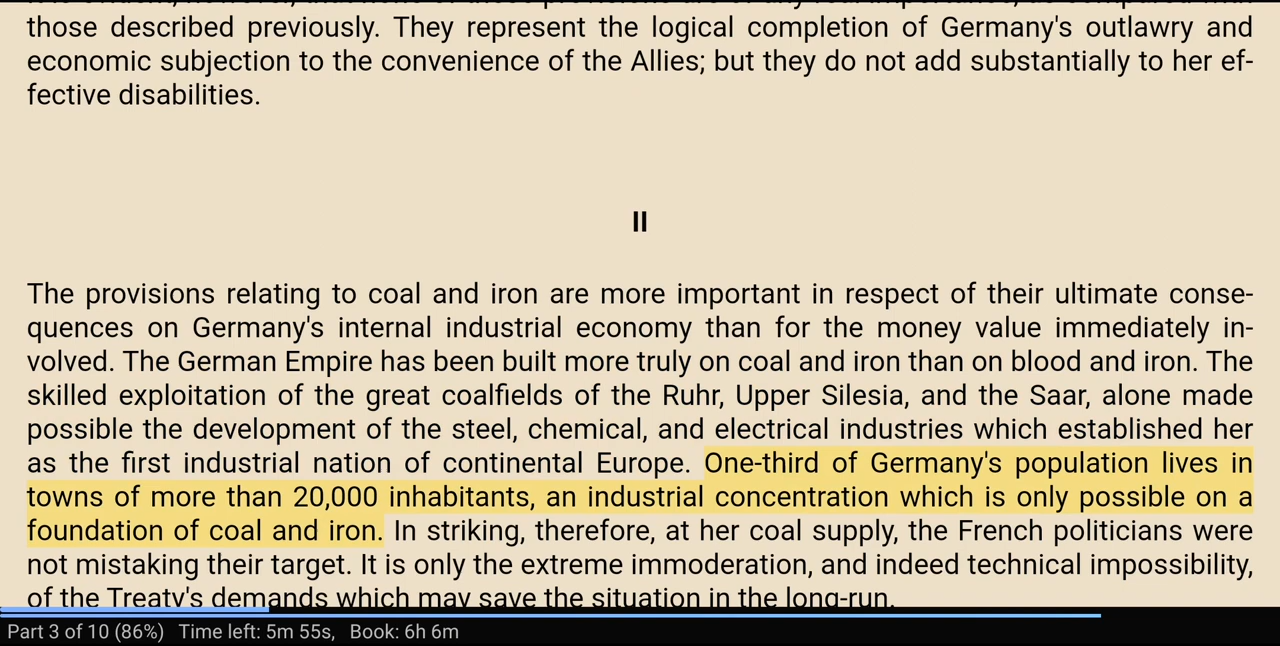 those described previously. They represent the logical completion of Germany's outlawry and
economic subjection to the convenience of the Allies; but they do not add substantially to her ef-
fective disabilities.
II
The provisions relating to coal and iron are more important in respect of their ultimate conse-
quences on Germany's internal industrial economy than for the money value immediately in-
volved. The German Empire has been built more truly on coal and iron than on blood and iron. The
skilled exploitation of the great coalfields of the Ruhr, Upper Silesia, and the Saar, alone made
possible the development of the steel, chemical, and electrical industries which established her
as the first industrial nation of continental Europe. One-third of Germany's population lives in
towns of more than 20,000 inhabitants, an industrial concentration which is only possible on a
foundation of coal and iron. In striking, therefore, at her coal supply, the French politicians were
not mistaking their target. It is only the extreme immoderation, and indeed technical impossibility,
of the Treaty's demands which may save the situation in the long-run.
Part 3 of 10 (86%) Time left: 5m 55s, Book: 6h 6m